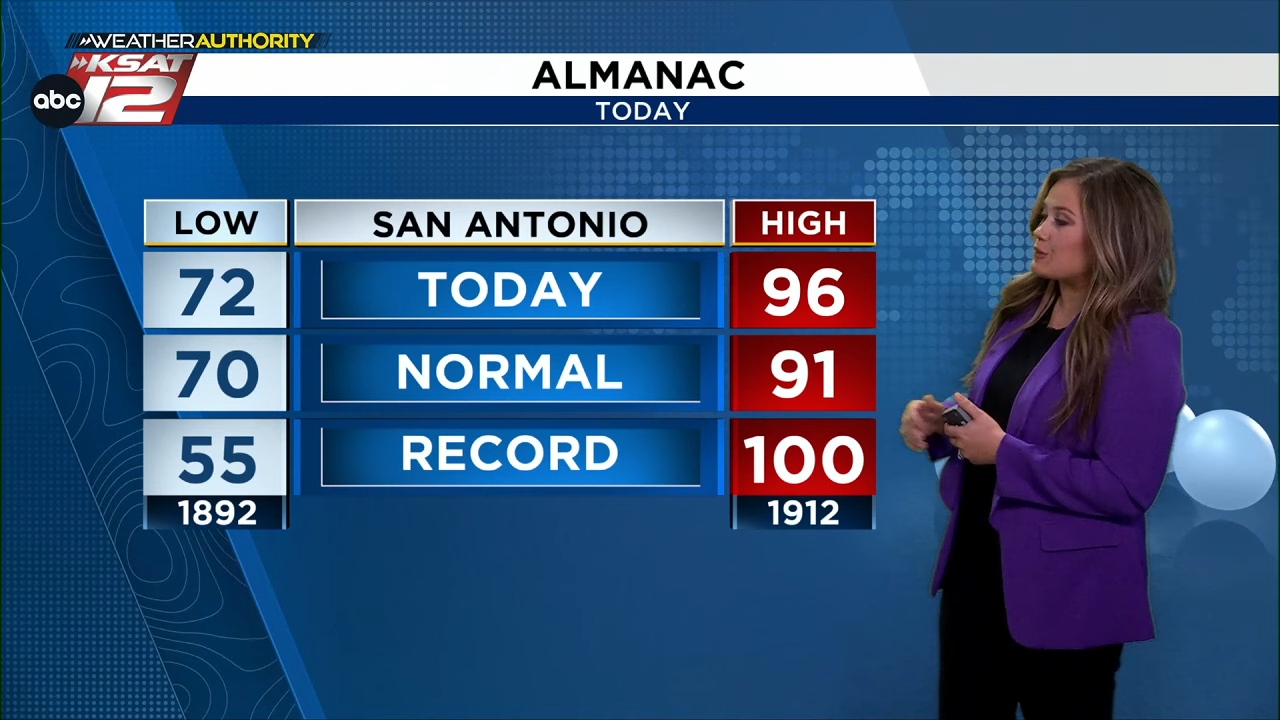 WEATHERAUTHORITY
KSAT
abc
12
ALMANAC
TODAY
LOW
SAN ANTONIO
HIGH
72
TODAY
96
70
NORMAL
91
55
RECORD
100
1892
1912